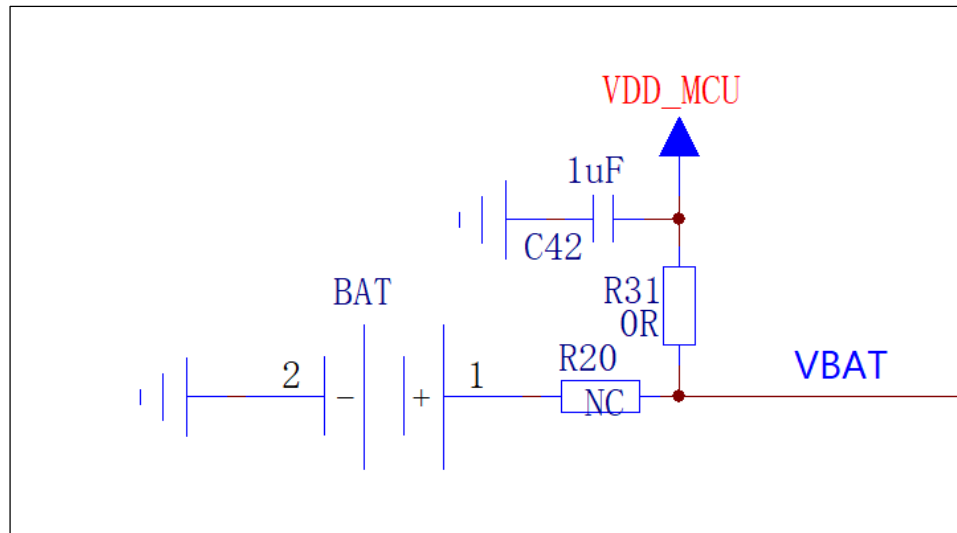 VDD_MCU
1uF
C42
BAT
R31
0R
R20
VBAT
2
-
+
1
NC